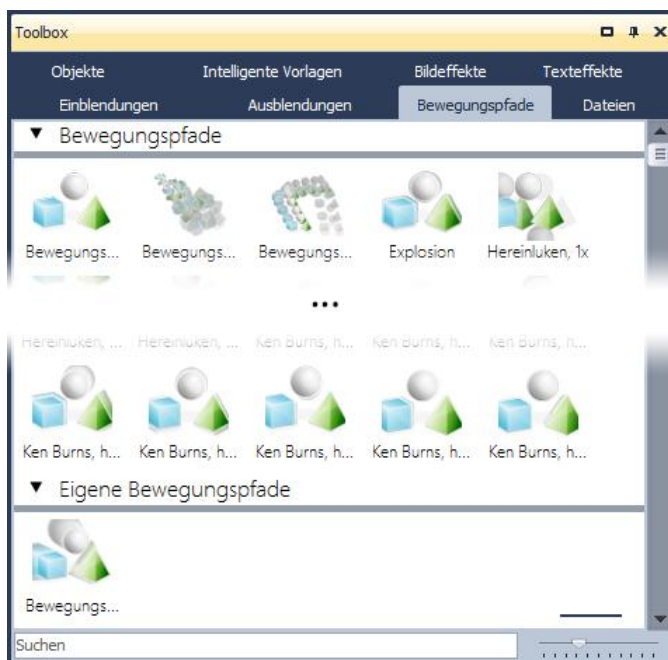 Toolbox
Objekte Intelligente Vorlagen Bildeffekte Texteffekte
Einblendungen Ausblendungen Bewegungspfade Dateien
Bewegungspfade
Bewegungs... Bewegungs... Bewegungs... Explosion Hereinluken, 1x
...
Hereinluken, ... Hereinluken, ... Ken Burns, h... Ken Burns, h... Ken Burns, h...
Ken Burns, h... Ken Burns, h... Ken Burns, h... Ken Burns, h... Ken Burns, h...
Eigene Bewegungspfade
Bewegungs...
Suchen